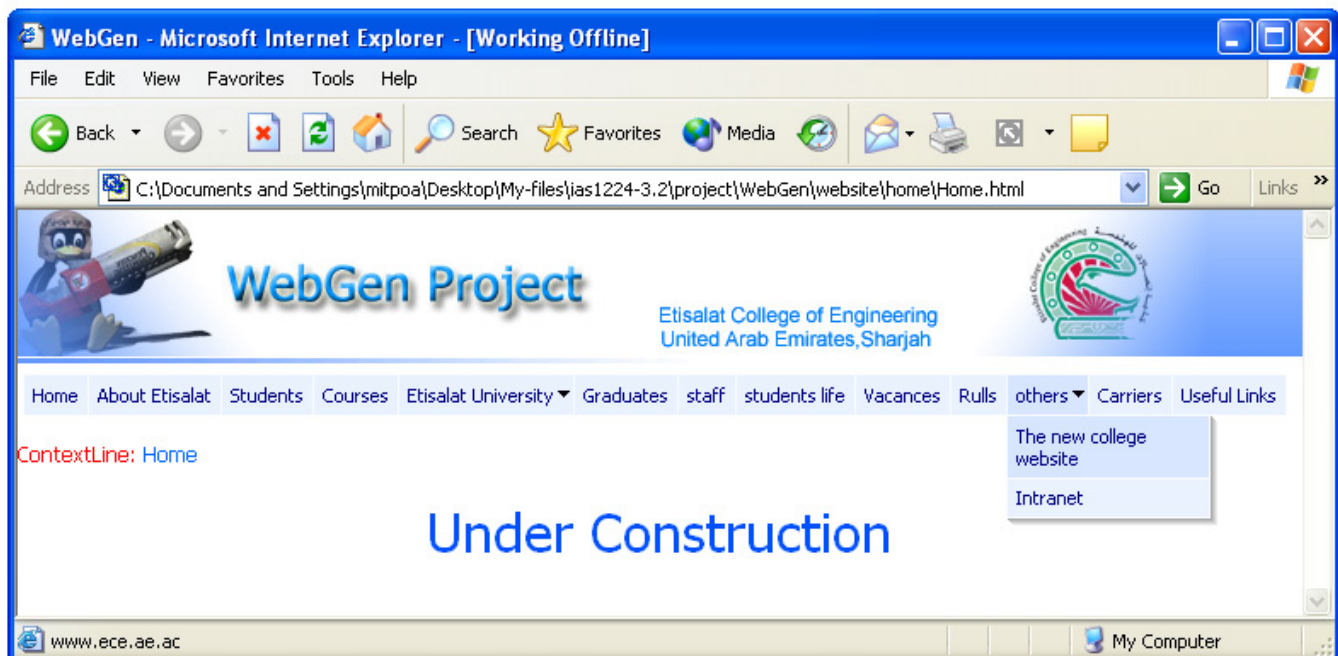 WebGen - Microsoft Internet Explorer - [Working Offline]
File Edit View Favorites Tools Help
Back Search Favorites Media
Address C:\Documents and Settings\mitpoa\Desktop\My-files\ias1224-3.2\project\WebGen\website\home\Home.html Go Links »
WebGen Project
Etisalat College of Engineering
United Arab Emirates,Sharjah
Home About Etisalat Students Courses Etisalat University Graduates staff students life Vacances Rulls others Carriers Useful Links
The new college
website
Intranet
ContextLine: Home
Under Construction
www.ece.ae.ac My Computer